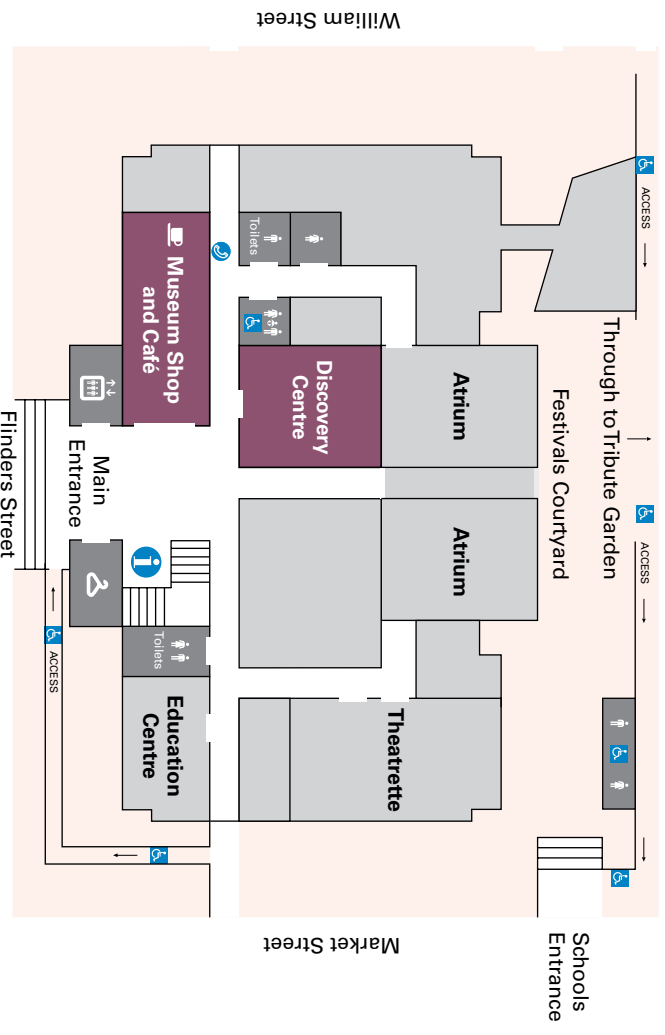 William Street
ACCESS
Through to Tribute Garden
ACCESS
Festivals Courtyard
Atrium
Atrium
Toilets
Discovery
Centre
Museum Shop
and Café
Theatrette
Toilets
Education
Centre
Main
Entrance
i
ACCESS
Flinders Street
Market Street
Schools
Entrance